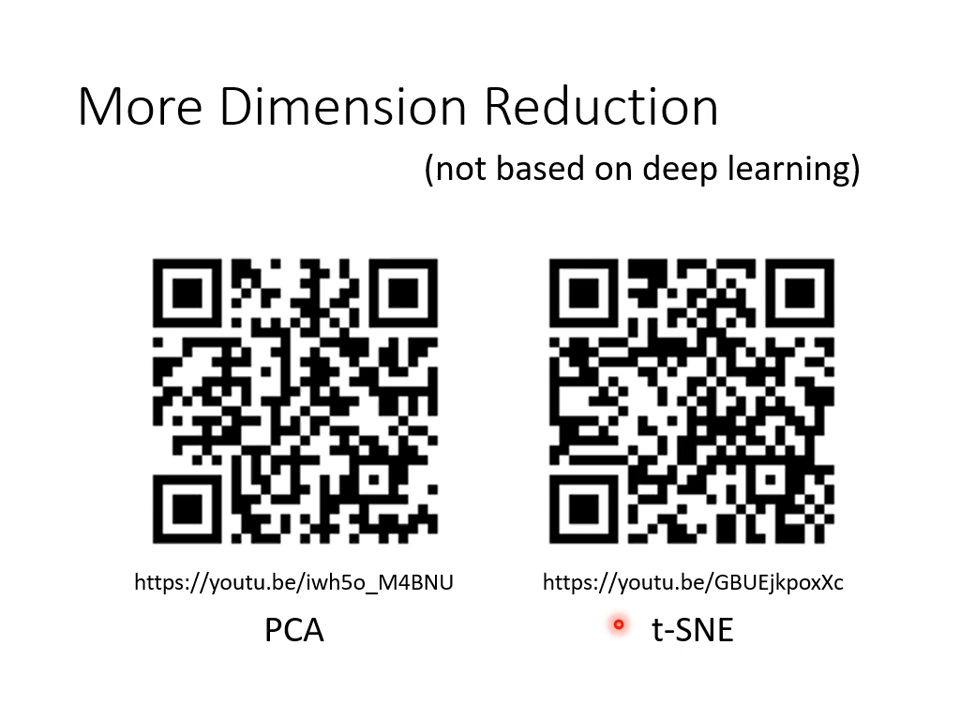 More Dimension Reduction
(not based on deep learning)
https://youtu.be/iwh5o_M4BNU
https://youtu.be/GBUEjkpoxXc
PCA
t-SNE